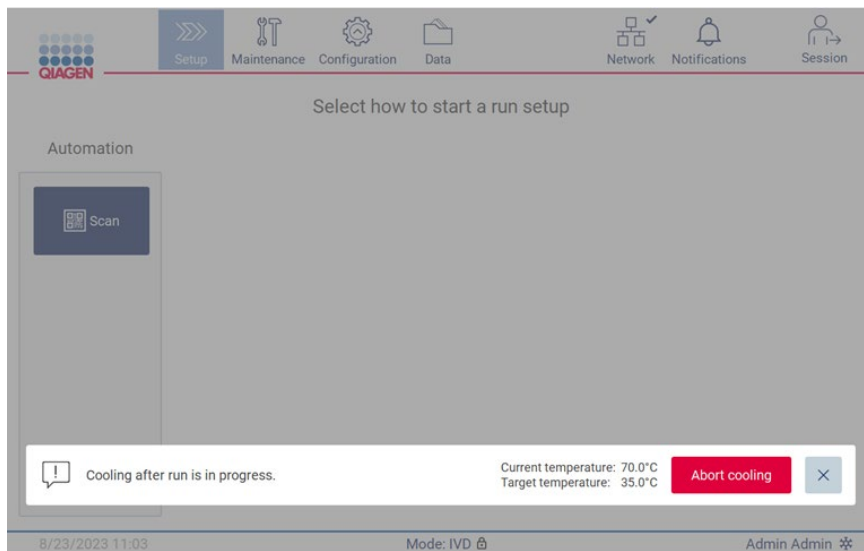 QIAGEN
Setup
Maintenance
Configuration
Data
Network
Notifications
Session
Select how to start a run setup
Automation
Scan
Cooling after run is in progress.
Current temperature: 70.0°C
Target temperature: 35.0°C
Abort cooling
8/23/2023 11:03
Mode: IVD
Admin Admin